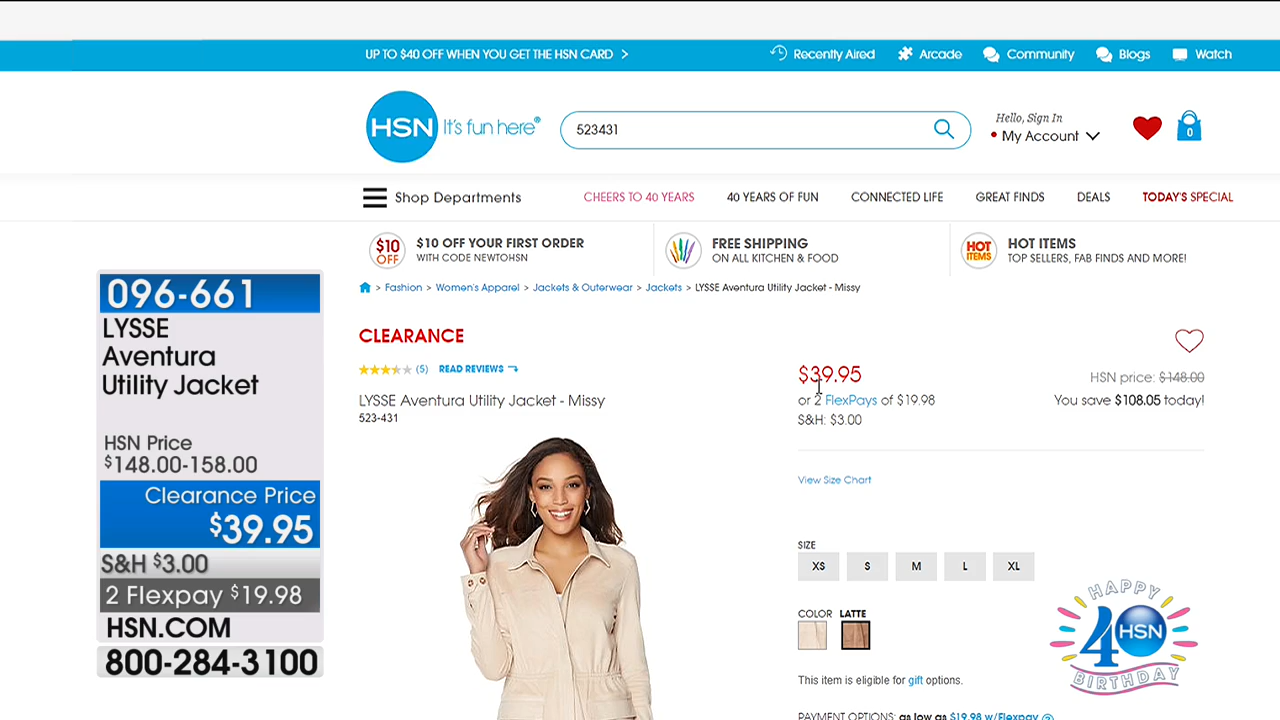 UP TO $40 OFF WHEN YOU GET THE HSN CARD >
Recently Aired
Arcade
Community
Blogs
Watch
HSN It's fun here®
523431
Hello, Sign In
My Account
0
Shop Departments
CHEERS TO 40 YEARS
40 YEARS OF FUN
CONNECTED LIFE
GREAT FINDS
DEALS
TODAY'S SPECIAL
$10 OFF
$10 OFF YOUR FIRST ORDER
WITH CODE NEWTOHSN
FREE SHIPPING
ON ALL KITCHEN & FOOD
HOT ITEMS
HOT ITEMS
TOP SELLERS, FAB FINDS AND MORE!
> Fashion > Women's Apparel > Jackets & Outerwear > Jackets > LYSSE Aventura Utility Jacket - Missy
096-661
LYSSE
Aventura
Utility Jacket
HSN Price
$148.00-158.00
Clearance Price
$39.95
S&H $3.00
2 Flexpay $19.98
HSN.COM
800-284-3100
CLEARANCE
(5) READ REVIEWS
LYSSE Aventura Utility Jacket - Missy
523-431
$39.95
HSN price: $148.00
or 2 FlexPays of $19.98
You save $108.05 today!
S&H: $3.00
View Size Chart
SIZE
XS S M L XL
COLOR LATTE
This item is eligible for gift options.
PAYMENT OPTIONS: as low as $19.98 w/Flexpay ?
HAPPY
40 HSN
BIRTHDAY